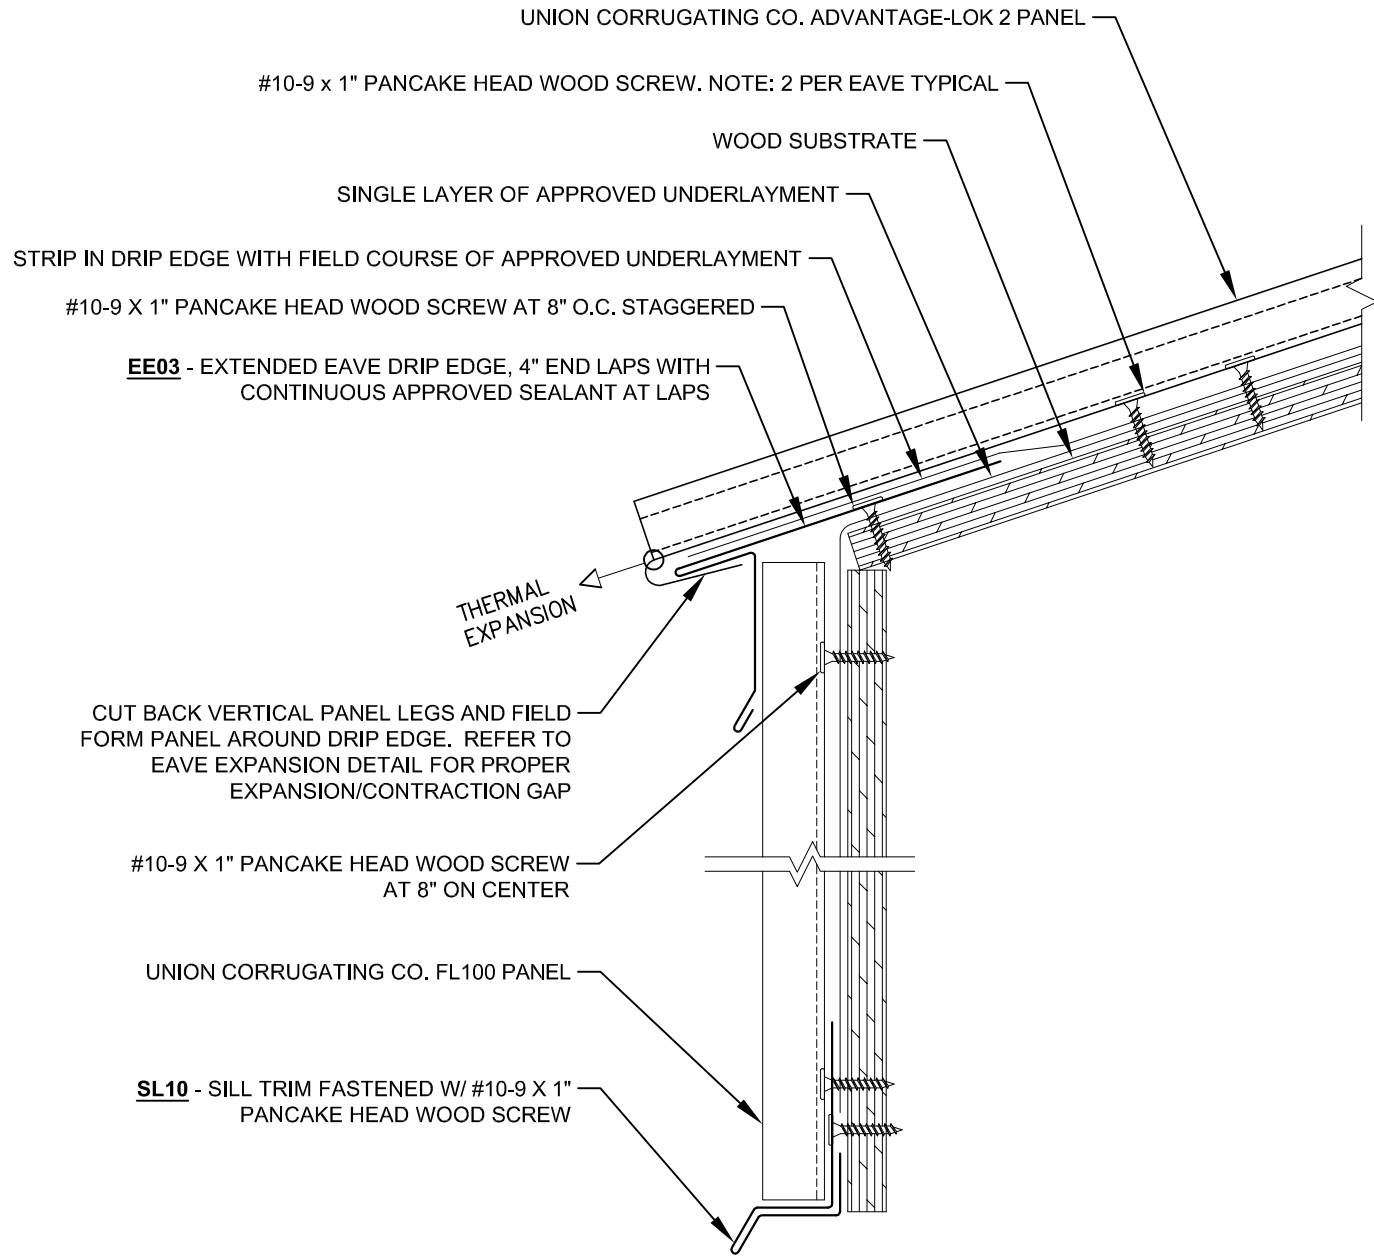 UNION CORRUGATING CO. ADVANTAGE-LOK 2 PANEL
#10-9 x 1" PANCAKE HEAD WOOD SCREW. NOTE: 2 PER EAVE TYPICAL
WOOD SUBSTRATE
SINGLE LAYER OF APPROVED UNDERLAYMENT
STRIP IN DRIP EDGE WITH FIELD COURSE OF APPROVED UNDERLAYMENT
#10-9 X 1" PANCAKE HEAD WOOD SCREW AT 8" O.C. STAGGERED
EE03 - EXTENDED EAVE DRIP EDGE, 4" END LAPS WITH
CONTINUOUS APPROVED SEALANT AT LAPS
THERMAL
EXPANSION
CUT BACK VERTICAL PANEL LEGS AND FIELD
FORM PANEL AROUND DRIP EDGE. REFER TO
EAVE EXPANSION DETAIL FOR PROPER
EXPANSION/CONTRACTION GAP
#10-9 X 1" PANCAKE HEAD WOOD SCREW
AT 8" ON CENTER
UNION CORRUGATING CO. FL100 PANEL
SL10 - SILL TRIM FASTENED W/ #10-9 X 1"
PANCAKE HEAD WOOD SCREW